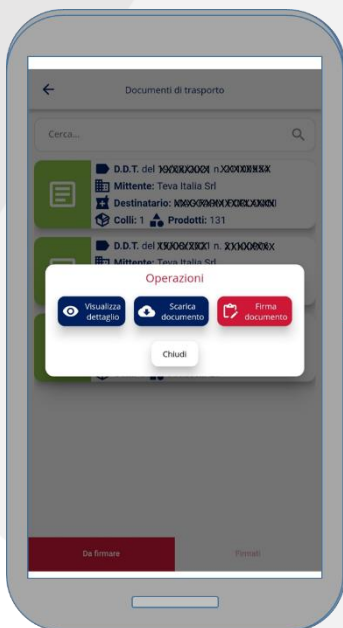 Documenti di trasporto
Cerca...
D.D.T. del n.
Mittente: Teva Italia Srl
Destinatario:
Colli: 1 Prodotti: 131
D.D.T. del n.
Mittente: Teva Italia Srl
Operazioni
Visualizza dettaglio
Scarica documento
Firma documento
Chiudi
Da firmare
Firmati